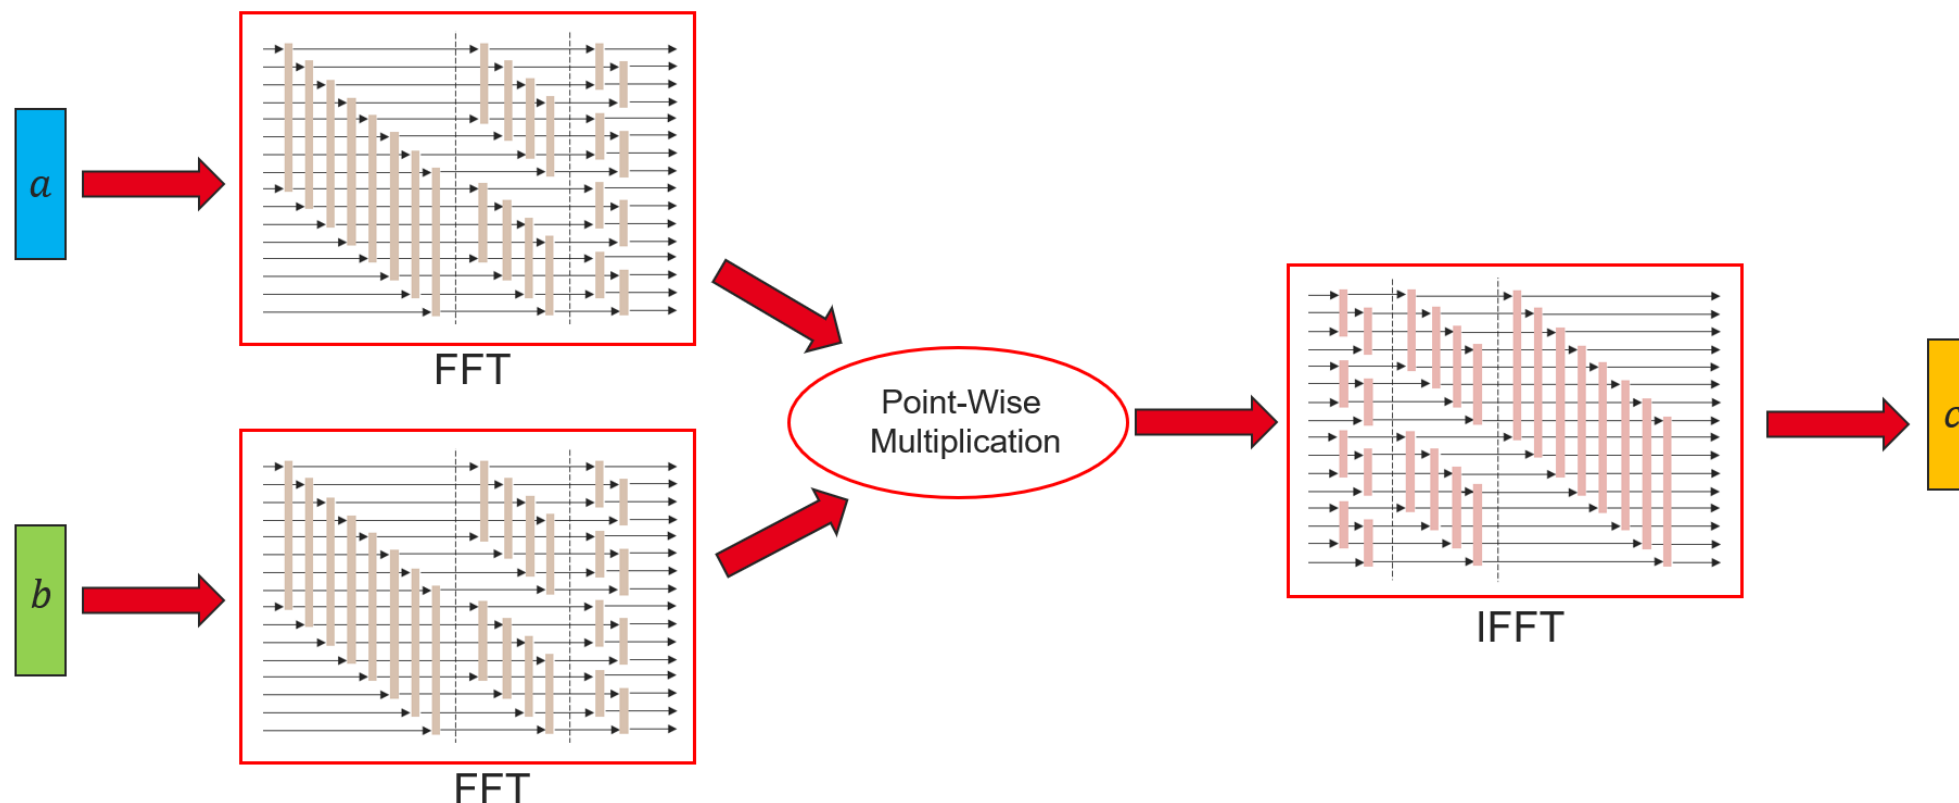 a
FFT
b
FFT
Point-Wise
Multiplication
IFFT